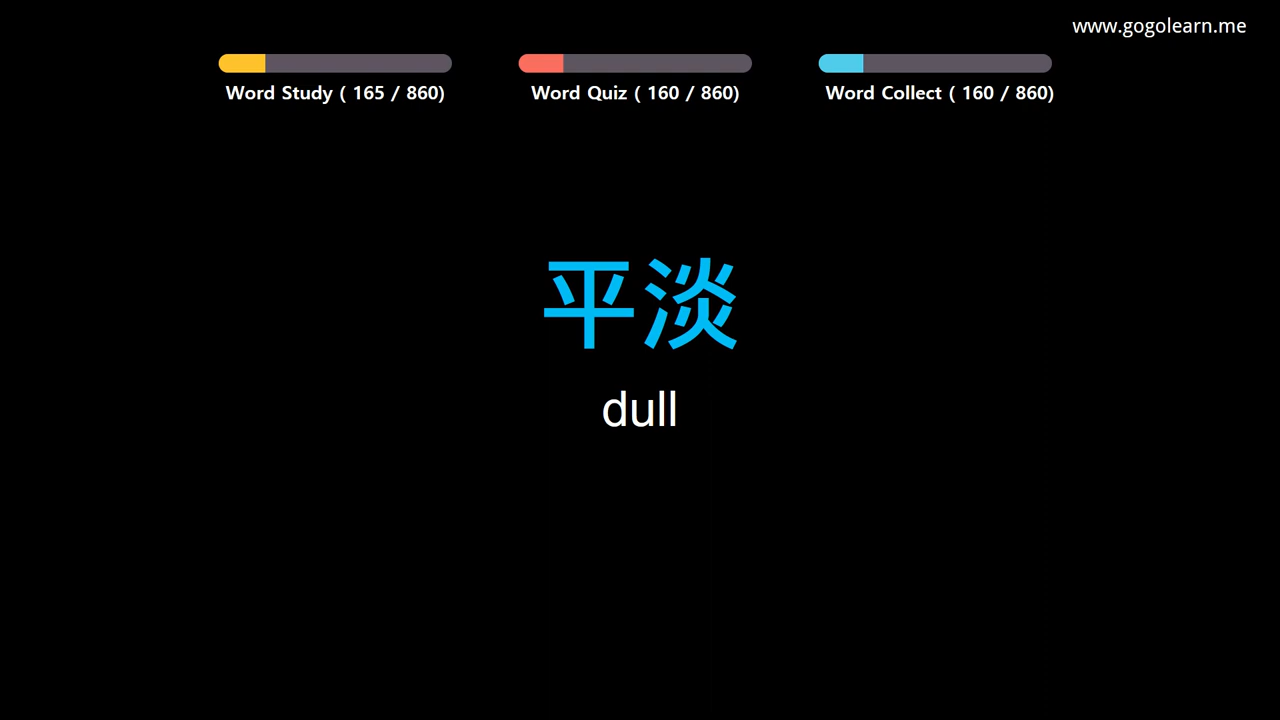 www.gogolearn.me
Word Study ( 165 / 860)
Word Quiz ( 160 / 860)
Word Collect ( 160 / 860)
平淡
dull